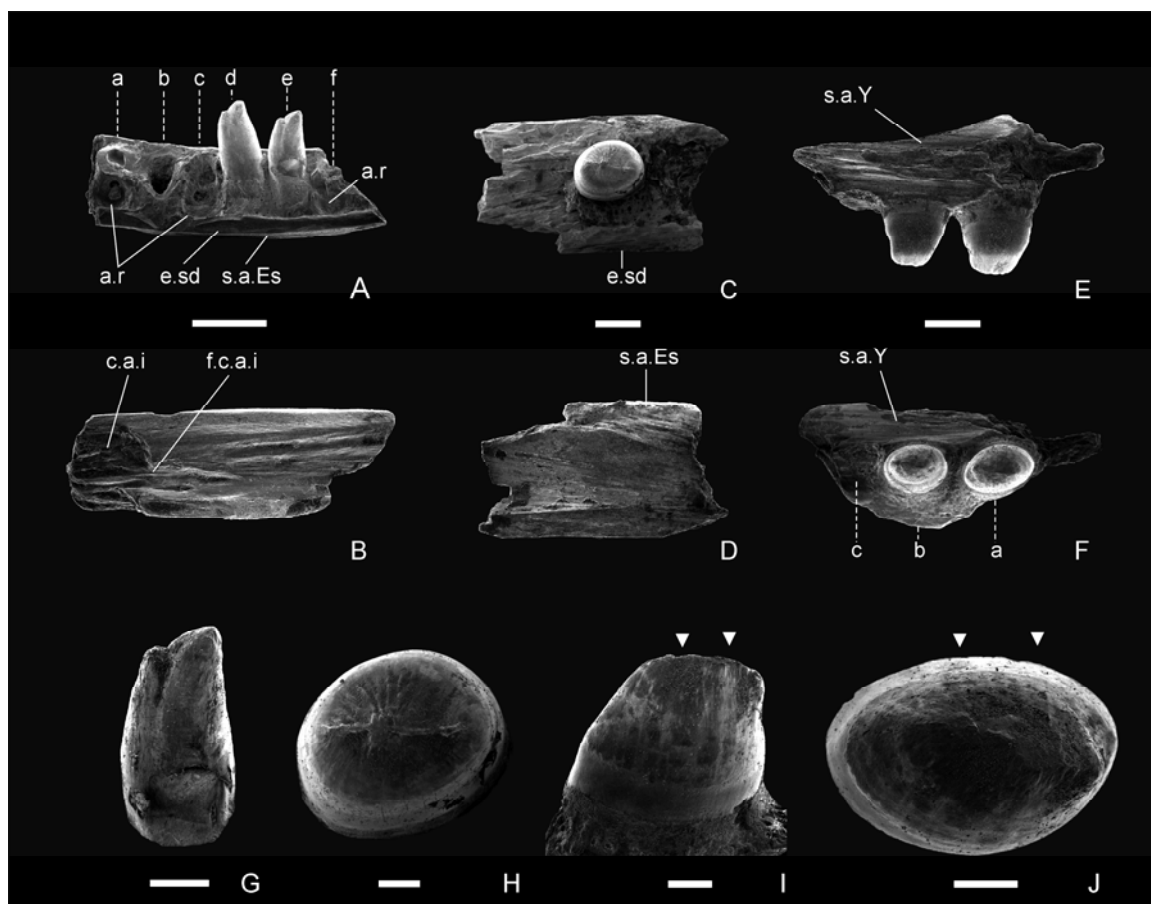 a b c d e f
s.a.Y
a.r
a.r e.sd s.a.Es
e.sd
A C E
c.a.i f.c.a.i
s.a.Es
s.a.Y
c b a
B D F
G H I J